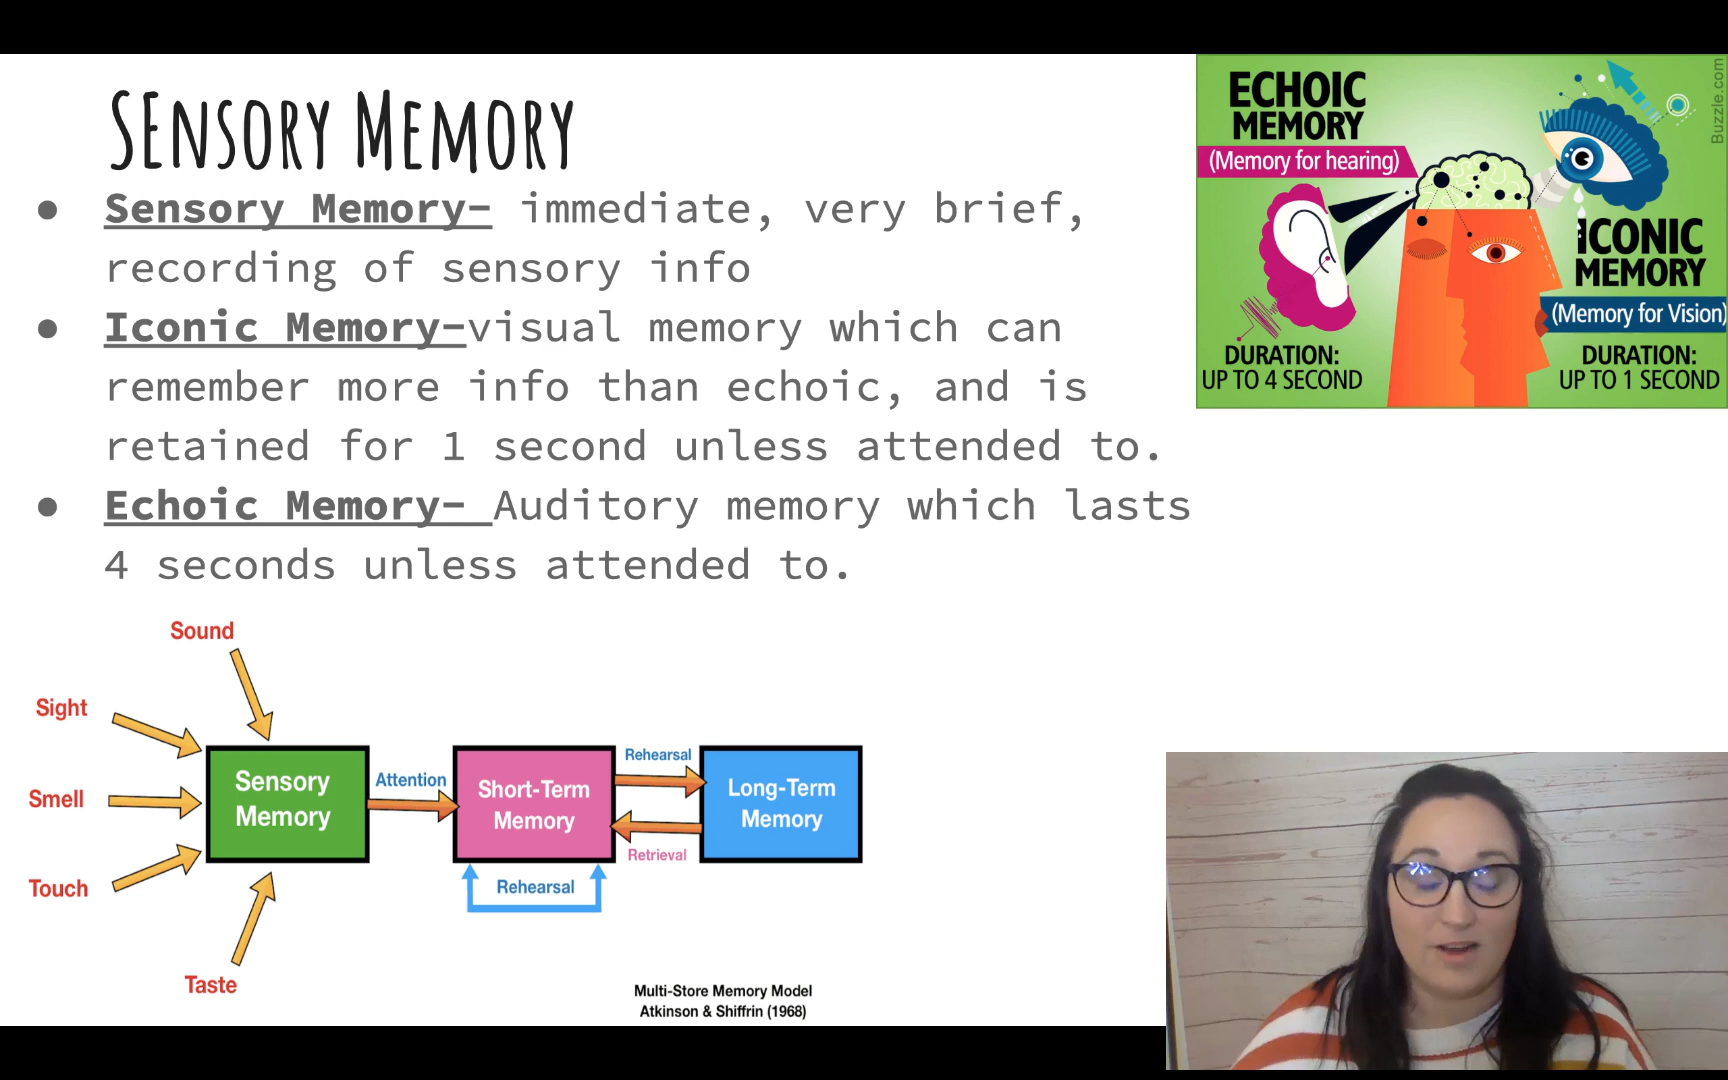 SEnsory Memory
● Sensory Memory- immediate, very brief,
recording of sensory info
● Iconic Memory-visual memory which can
remember more info than echoic, and is
retained for 1 second unless attended to.
● Echoic Memory- Auditory memory which lasts
4 seconds unless attended to.
ECHOIC
MEMORY
(Memory for hearing)
DURATION:
UP TO 4 SECOND
Buzzle.com
ICONIC
MEMORY
(Memory for Vision)
DURATION:
UP TO 1 SECOND
Sound
Sight
Smell
Touch
Taste
Sensory
Memory
Attention
Short-Term
Memory
Rehearsal
Retrieval
Rehearsal
Long-Term
Memory
Multi-Store Memory Model
Atkinson & Shiffrin (1968)